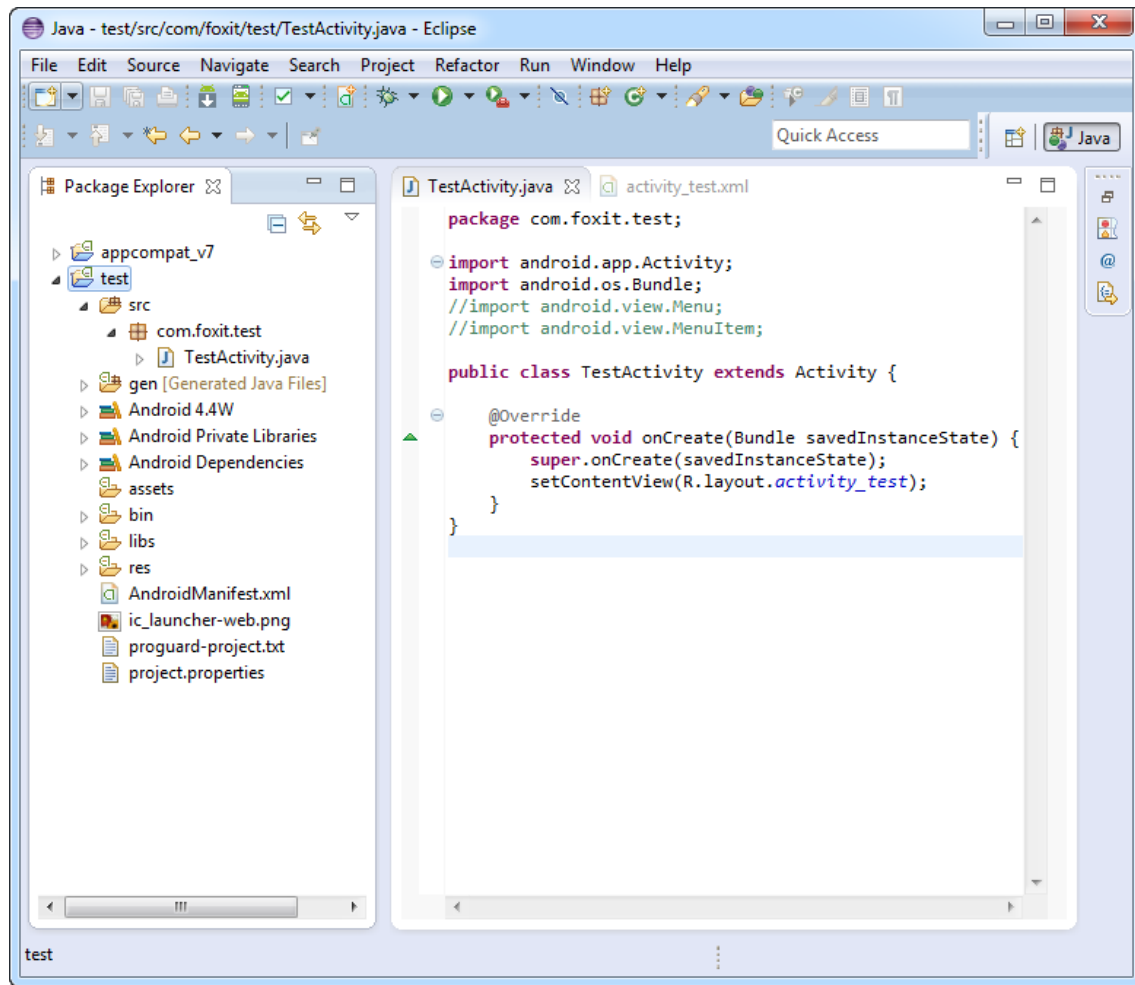 Java - test/src/com/foxit/test/TestActivity.java - Eclipse
File Edit Source Navigate Search Project Refactor Run Window Help
Quick Access
Java
Package Explorer
appcompat_v7
test
src
com.foxit.test
TestActivity.java
gen [Generated Java Files]
Android 4.4W
Android Private Libraries
Android Dependencies
assets
bin
libs
res
AndroidManifest.xml
ic_launcher-web.png
proguard-project.txt
project.properties
TestActivity.java activity_test.xml
package com.foxit.test;
import android.app.Activity;
import android.os.Bundle;
//import android.view.Menu;
//import android.view.MenuItem;
public class TestActivity extends Activity {
@Override
protected void onCreate(Bundle savedInstanceState) {
super.onCreate(savedInstanceState);
setContentView(R.layout.activity_test);
}
}
test